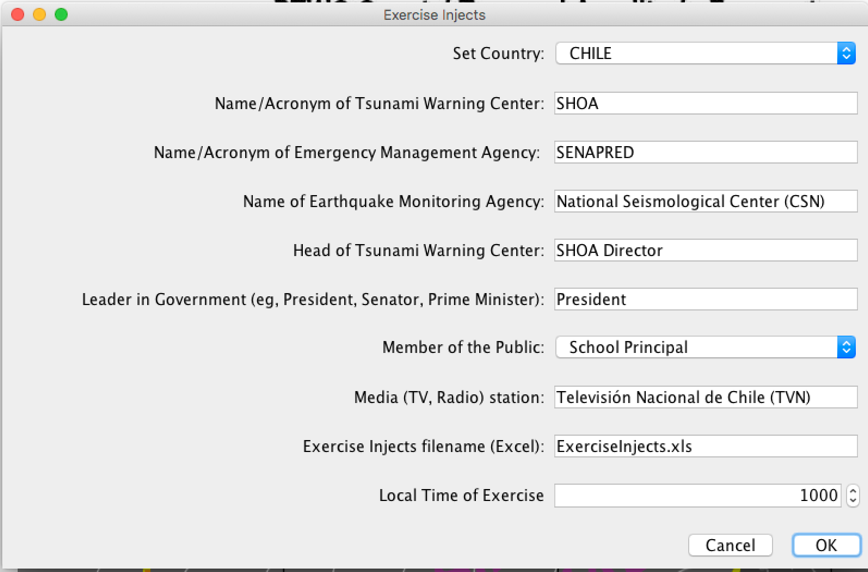 Exercise Injects
Set Country: CHILE
Name/Acronym of Tsunami Warning Center: SHOA
Name/Acronym of Emergency Management Agency: SENAPRED
Name of Earthquake Monitoring Agency: National Seismological Center (CSN)
Head of Tsunami Warning Center: SHOA Director
Leader in Government (eg, President, Senator, Prime Minister): President
Member of the Public: School Principal
Media (TV, Radio) station: Televisión Nacional de Chile (TVN)
Exercise Injects filename (Excel): ExerciseInjects.xls
Local Time of Exercise 1000
Cancel OK